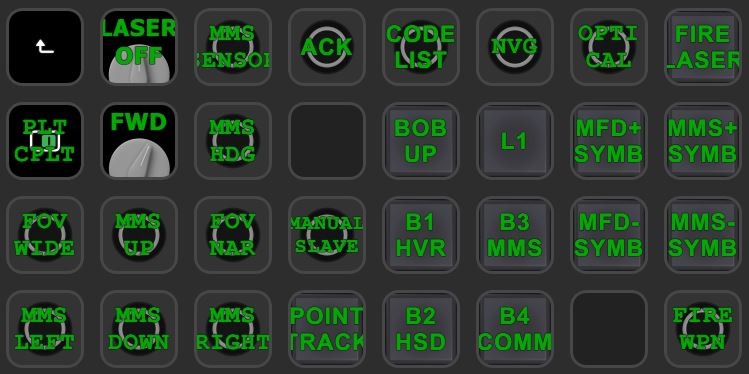 LASER OFF
MMS SENSOR
ACK
CODE LIST
NVG
OPTI CAL
FIRE LASER
PLT CPLT
FWD
MMS HDG
BOB UP
L1
MFD+ SYMB
MMS+ SYMB
FOV WIDE
MMS UP
FOV NAR
MANUAL SLAVE
B1 HVR
B3 MMS
MFD- SYMB
MMS- SYMB
MMS LEFT
MMS DOWN
MMS RIGHT
POINT TRACK
B2 HSD
B4 COMM
FIRE WPN